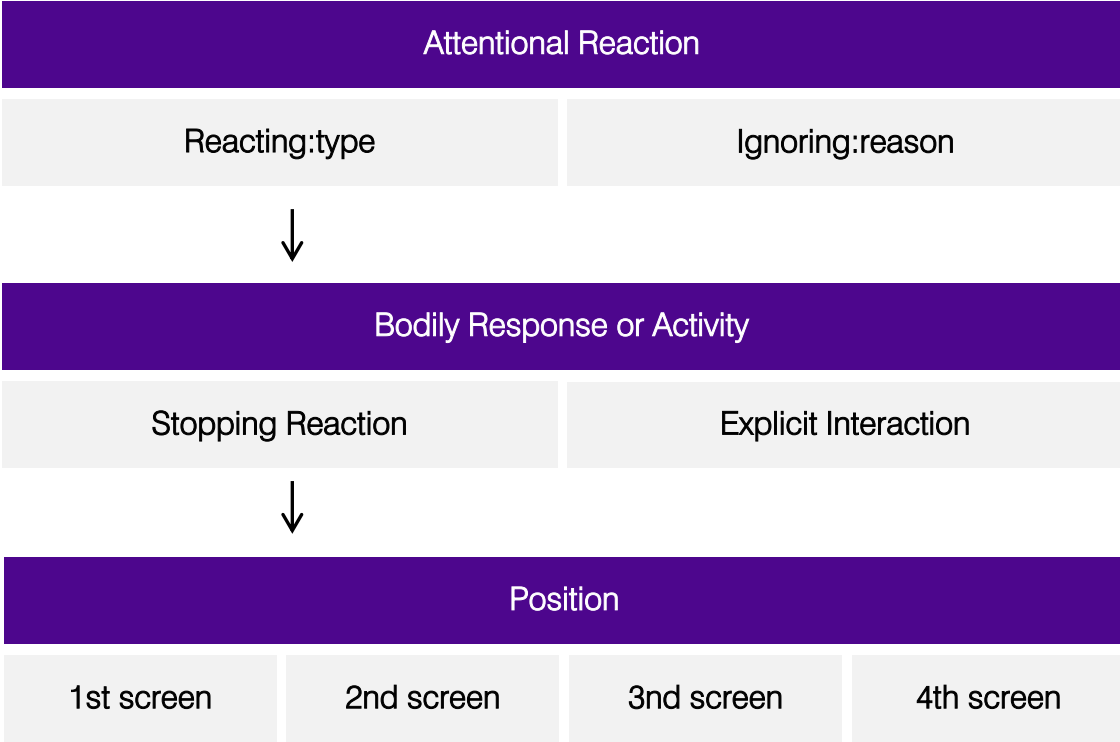 Attentional Reaction
Reacting:type
Ignoring:reason
Bodily Response or Activity
Stopping Reaction
Explicit Interaction
Position
1st screen
2nd screen
3nd screen
4th screen